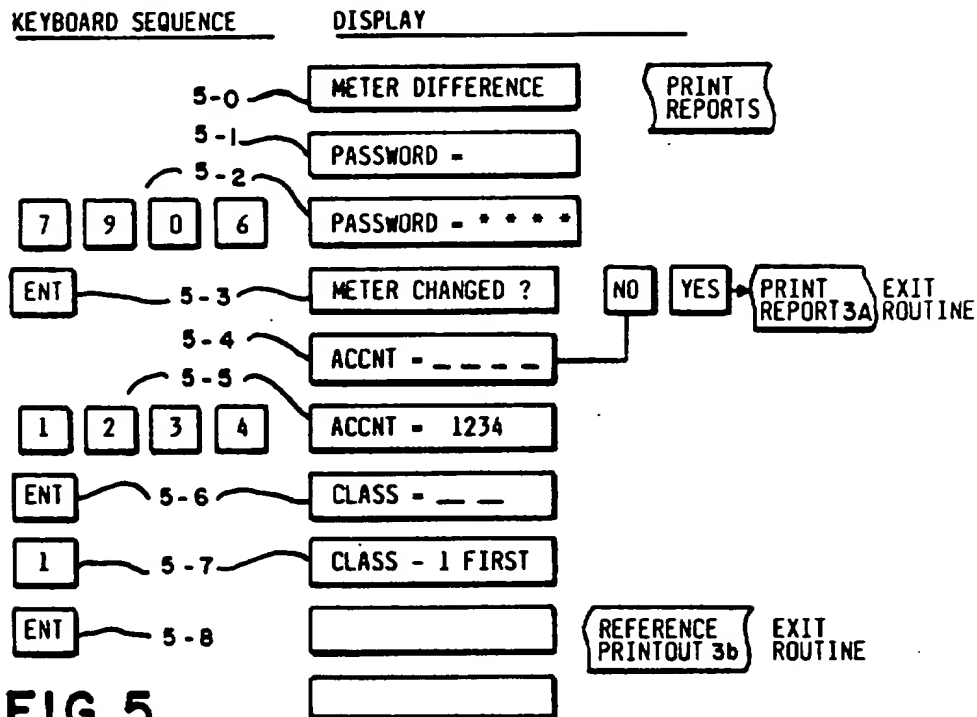 KEYBOARD SEQUENCE DISPLAY
5-0 METER DIFFERENCE PRINT REPORTS
5-1 PASSWORD =
5-2
7 9 0 6 PASSWORD = * * * *
ENT 5-3 METER CHANGED ? NO YES PRINT REPORT 3A EXIT ROUTINE
5-4 ACCNT = _ _ _ _
5-5
1 2 3 4 ACCNT = 1234
ENT 5-6 CLASS = _ _
1 5-7 CLASS - 1 FIRST
ENT 5-8 REFERENCE PRINTOUT 3b EXIT ROUTINE
FIG. 5